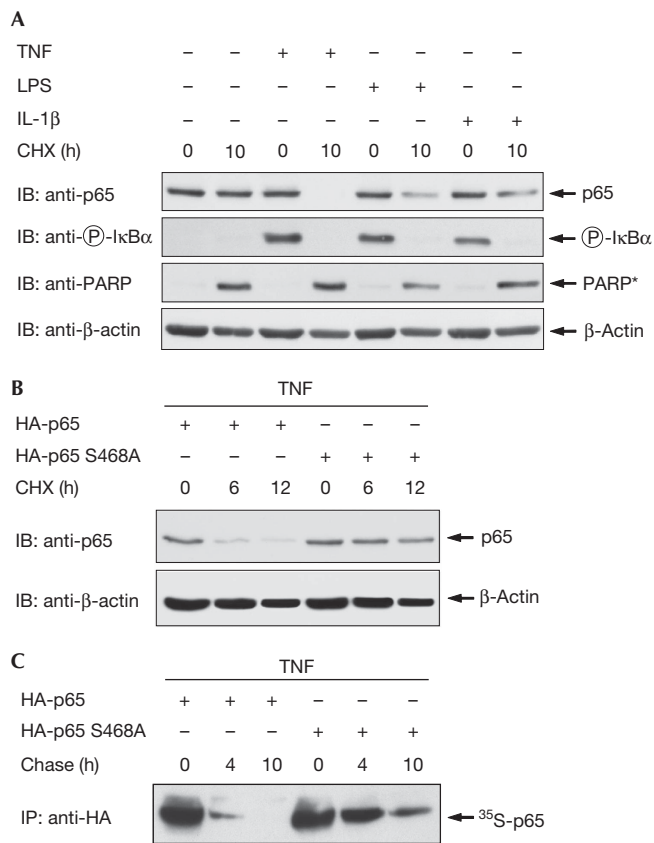 A
TNF – – + + – – – –
LPS – – – – + + – –
IL-1β – – – – – – + +
CHX (h) 0 10 0 10 0 10 0 10
IB: anti-p65 p65
IB: anti-Ⓟ-IκBα Ⓟ-IκBα
IB: anti-PARP PARP*
IB: anti-β-actin β-Actin
B
TNF
HA-p65 + + + – – –
HA-p65 S468A – – – + + +
CHX (h) 0 6 12 0 6 12
IB: anti-p65 p65
IB: anti-β-actin β-Actin
C
TNF
HA-p65 + + + – – –
HA-p65 S468A – – – + + +
Chase (h) 0 4 10 0 4 10
IP: anti-HA ³⁵S-p65